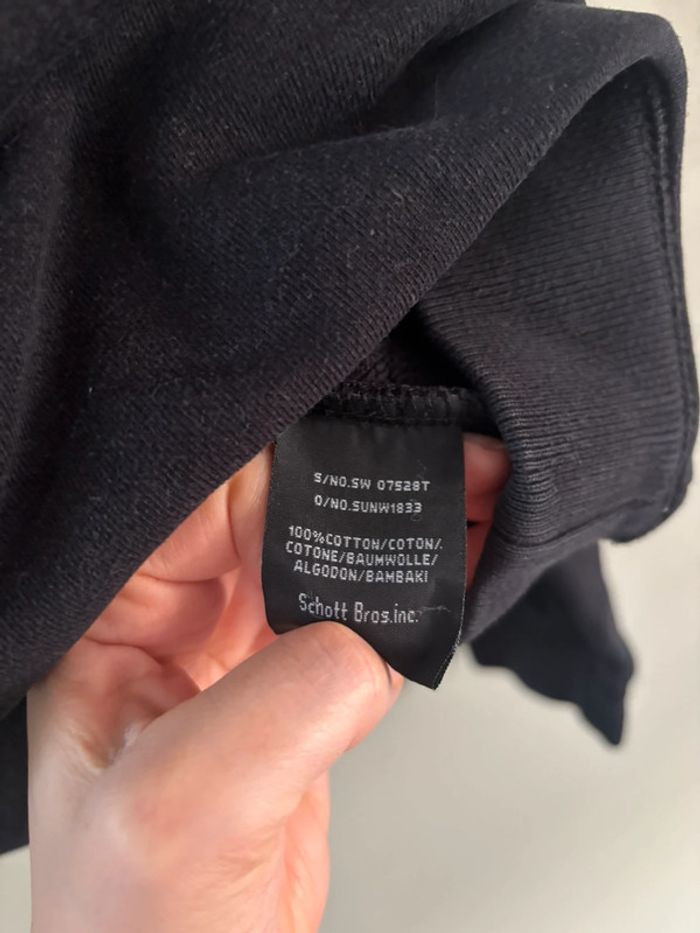 S/NO.SW 07528T
O/NO.SUNW1833
100%COTTON/COTON/.
COTONE/BAUMWOLLE/
ALGODON/BAMBAKI
Schott Bros.inc.